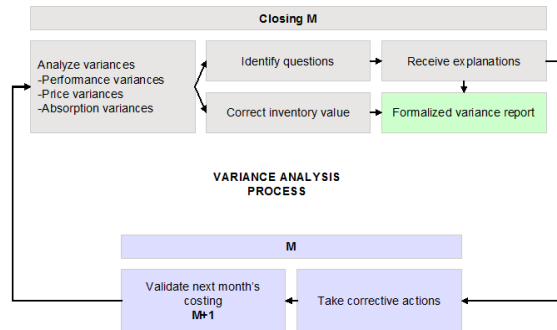 Closing M
Analyze variances
-Performance variances
-Price variances
-Absorption variances
Identify questions
Receive explanations
Correct inventory value
Formalized variance report
VARIANCE ANALYSIS
PROCESS
M
Validate next month's
costing
M+1
Take corrective actions